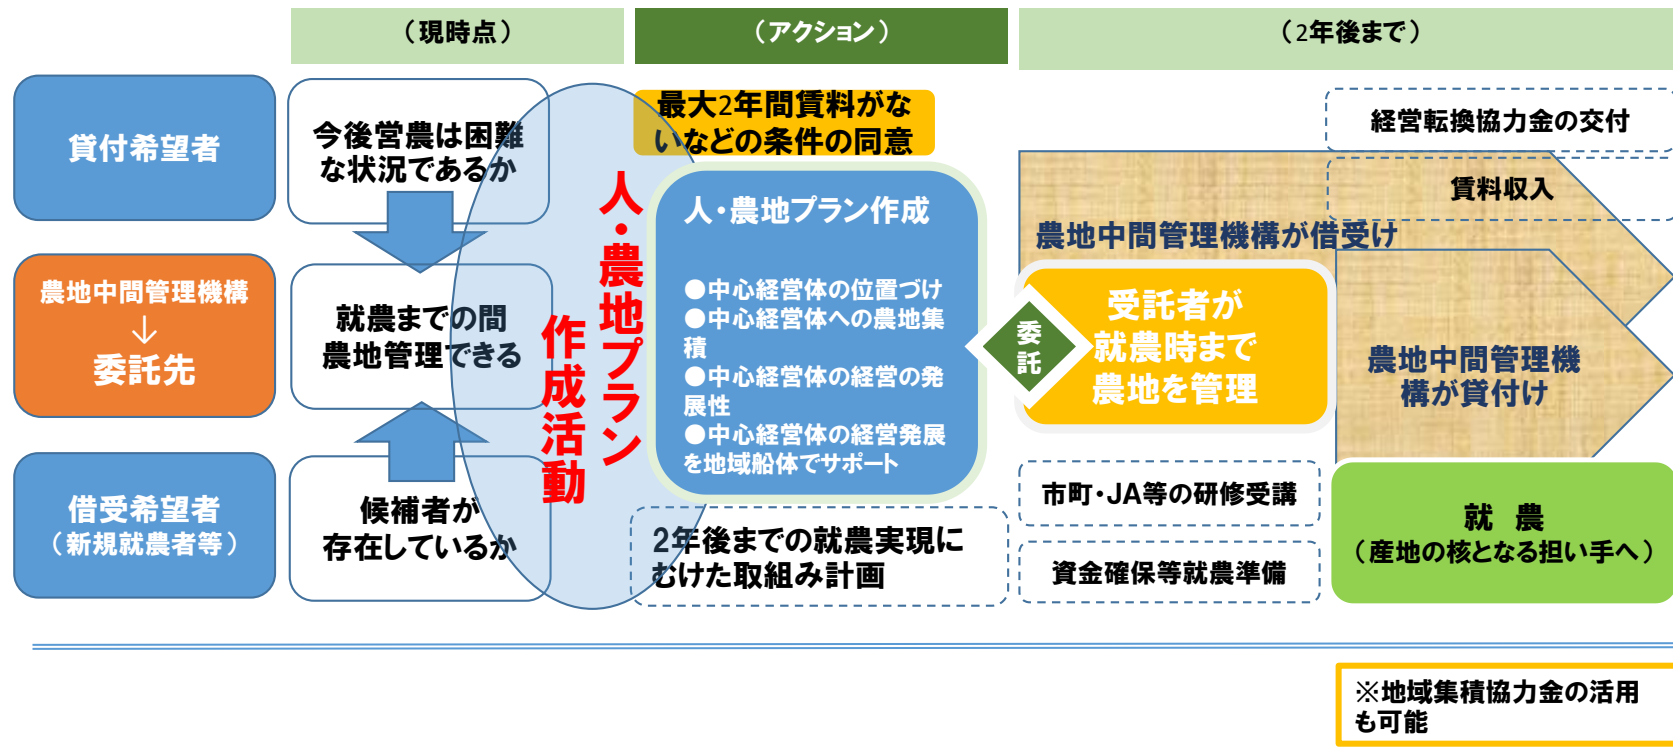 （現時点）
（アクション）
（2年後まで）
貸付希望者
今後営農は困難
な状況であるか
最大2年間賃料がな
いなどの条件の同意
経営転換協力金の交付
賃料収入
農地中間管理機構が借受け
農地中間管理機構
↓
委託先
就農までの間
農地管理できる
人・農地プラン
作成活動
人・農地プラン作成
●中心経営体の位置づけ
●中心経営体への農地集
積
●中心経営体の経営の発
展性
●中心経営体の経営発展
を地域船体でサポート
委
託
受託者が
就農時まで
農地を管理
農地中間管理機
構が貸付け
借受希望者
（新規就農者等）
候補者が
存在しているか
2年後までの就農実現に
むけた取組み計画
市町・JA等の研修受講
資金確保等就農準備
就　農
（産地の核となる担い手へ）
※地域集積協力金の活用
も可能